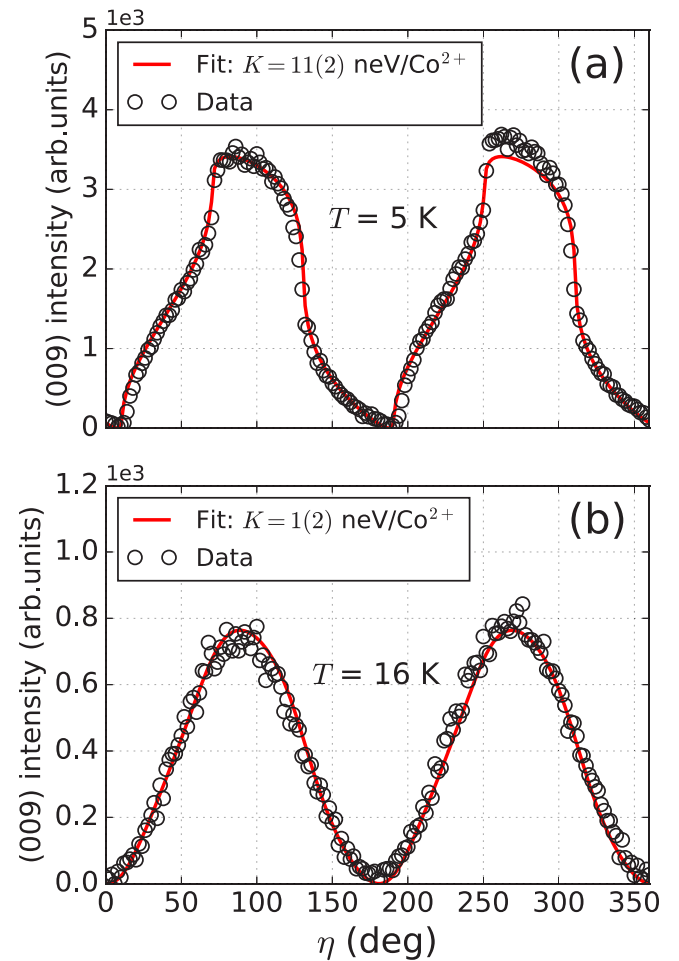 1e3
(a)
Fit: K = 11(2) neV/Co²⁺
Data
T = 5 K
(009) intensity (arb.units)
5
4
3
2
1
0
1e3
(b)
Fit: K = 1(2) neV/Co²⁺
Data
T = 16 K
(009) intensity (arb.units)
1.2
1.0
0.8
0.6
0.4
0.2
0.0
0 50 100 150 200 250 300 350
η (deg)